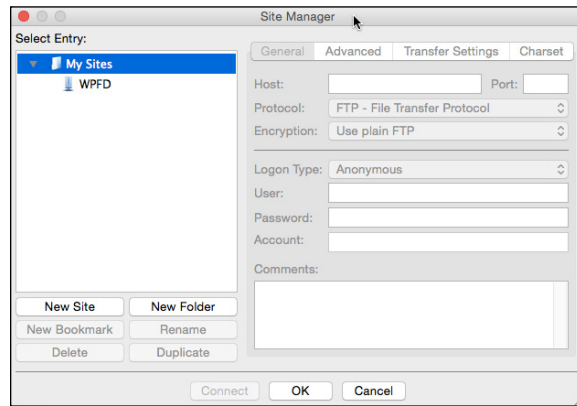 Site Manager
Select Entry:
My Sites
WPFD
New Site New Folder
New Bookmark Rename
Delete Duplicate
General Advanced Transfer Settings Charset
Host: Port:
Protocol: FTP - File Transfer Protocol
Encryption: Use plain FTP
Logon Type: Anonymous
User:
Password:
Account:
Comments:
Connect OK Cancel